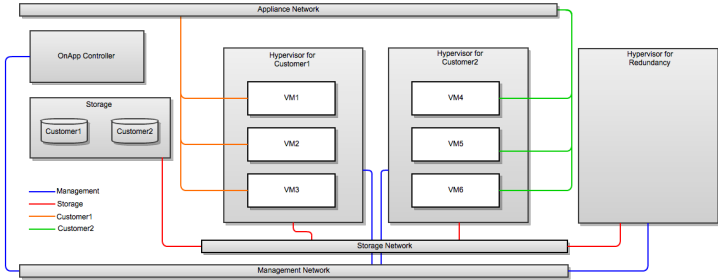 Appliance Network
OnApp Controller
Hypervisor for
Customer1
Hypervisor for
Customer2
Hypervisor for
Redundancy
VM1
VM4
Storage
Customer1
Customer2
VM2
VM5
VM3
VM6
Management
Storage
Customer1
Customer2
Storage Network
Management Network